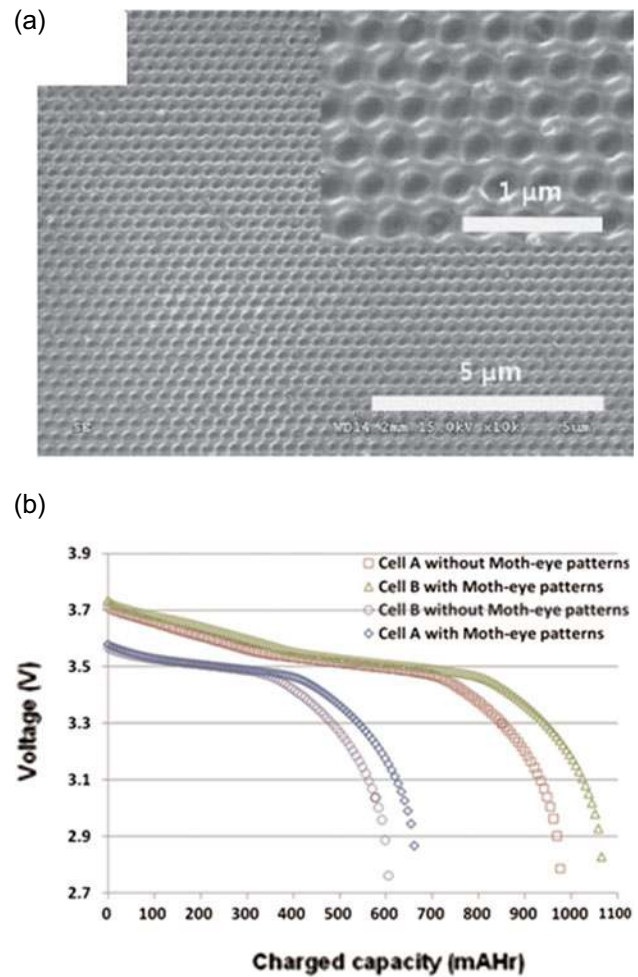 (a)
1 μm
5 μm
5K WD14.2mm 15.0kV x10k 5um
(b)
3.9
3.7
3.5
3.3
3.1
2.9
2.7
Voltage (V)
Cell A without Moth-eye patterns
Cell B with Moth-eye patterns
Cell B without Moth-eye patterns
Cell A with Moth-eye patterns
0 100 200 300 400 500 600 700 800 900 1000 1100
Charged capacity (mAHr)